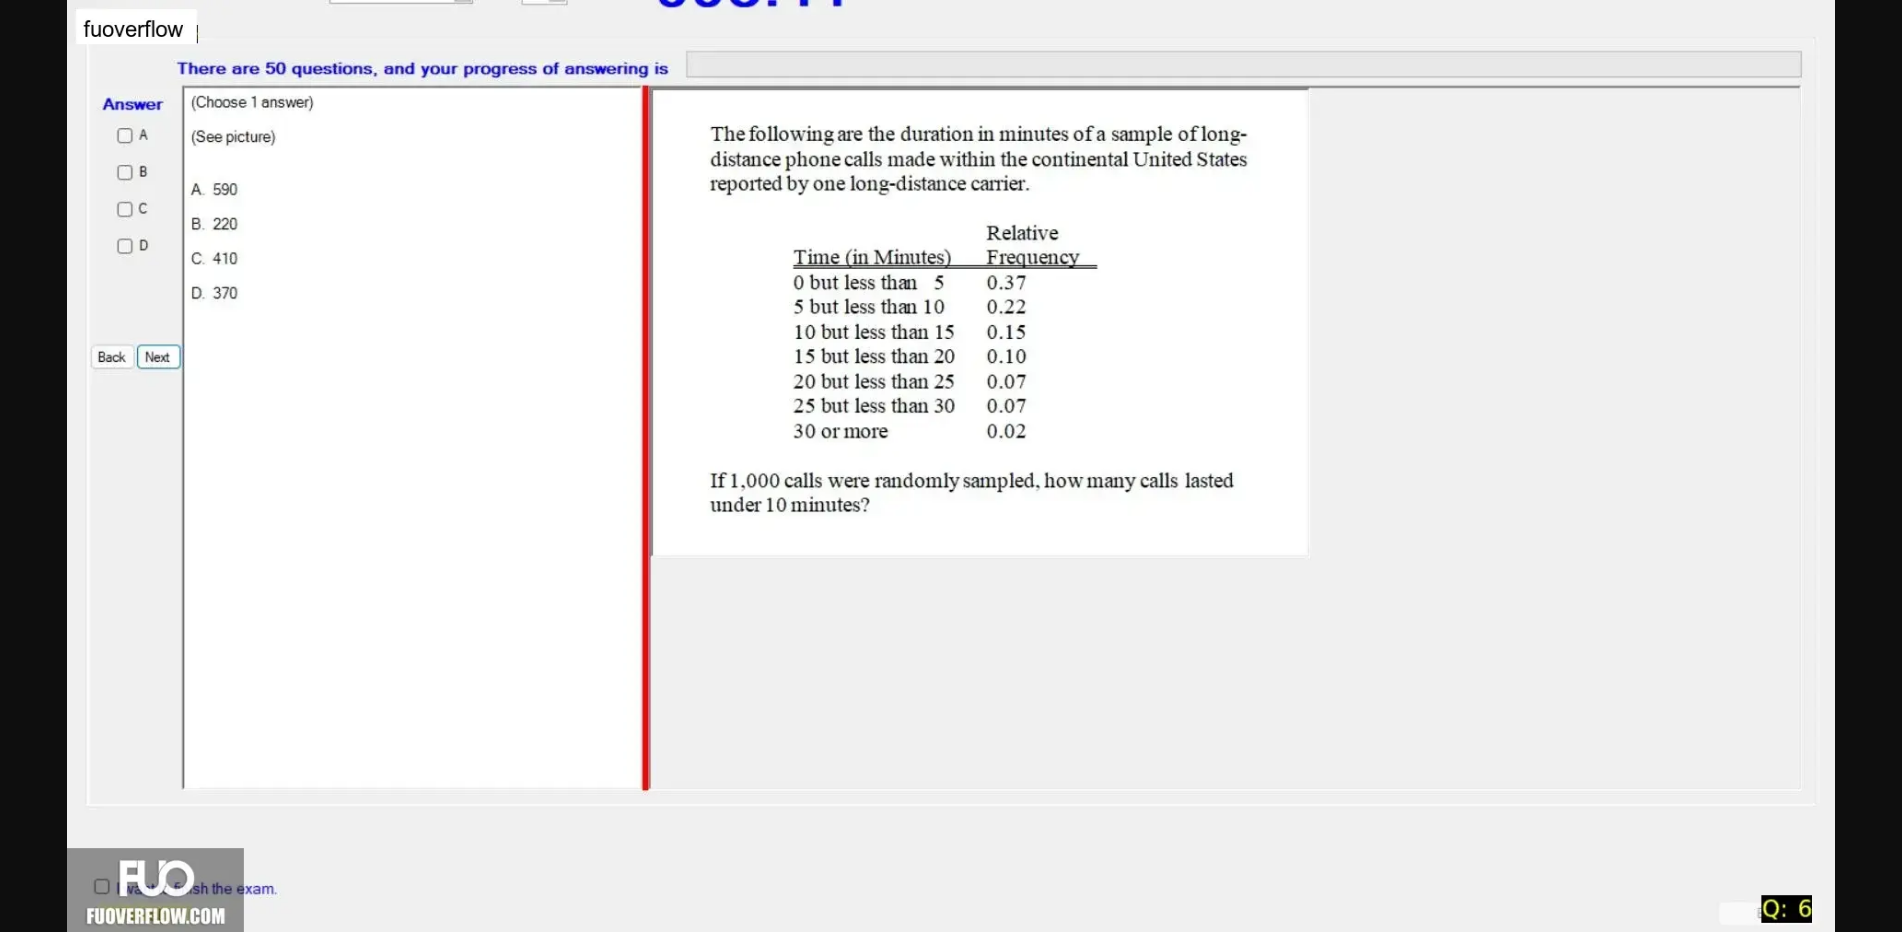 fuoverflow
There are 50 questions, and your progress of answering is
Answer
A
B
C
D
Back
Next
(Choose 1 answer)
(See picture)
A. 590
B. 220
C. 410
D. 370
The following are the duration in minutes of a sample of long-
distance phone calls made within the continental United States
reported by one long-distance carrier.
Relative
Time (in Minutes) Frequency
0 but less than 5 0.37
5 but less than 10 0.22
10 but less than 15 0.15
15 but less than 20 0.10
20 but less than 25 0.07
25 but less than 30 0.07
30 or more 0.02
If 1,000 calls were randomly sampled, how many calls lasted
under 10 minutes?
the exam.
FUO
FUOVERFLOW.COM
Q: 6